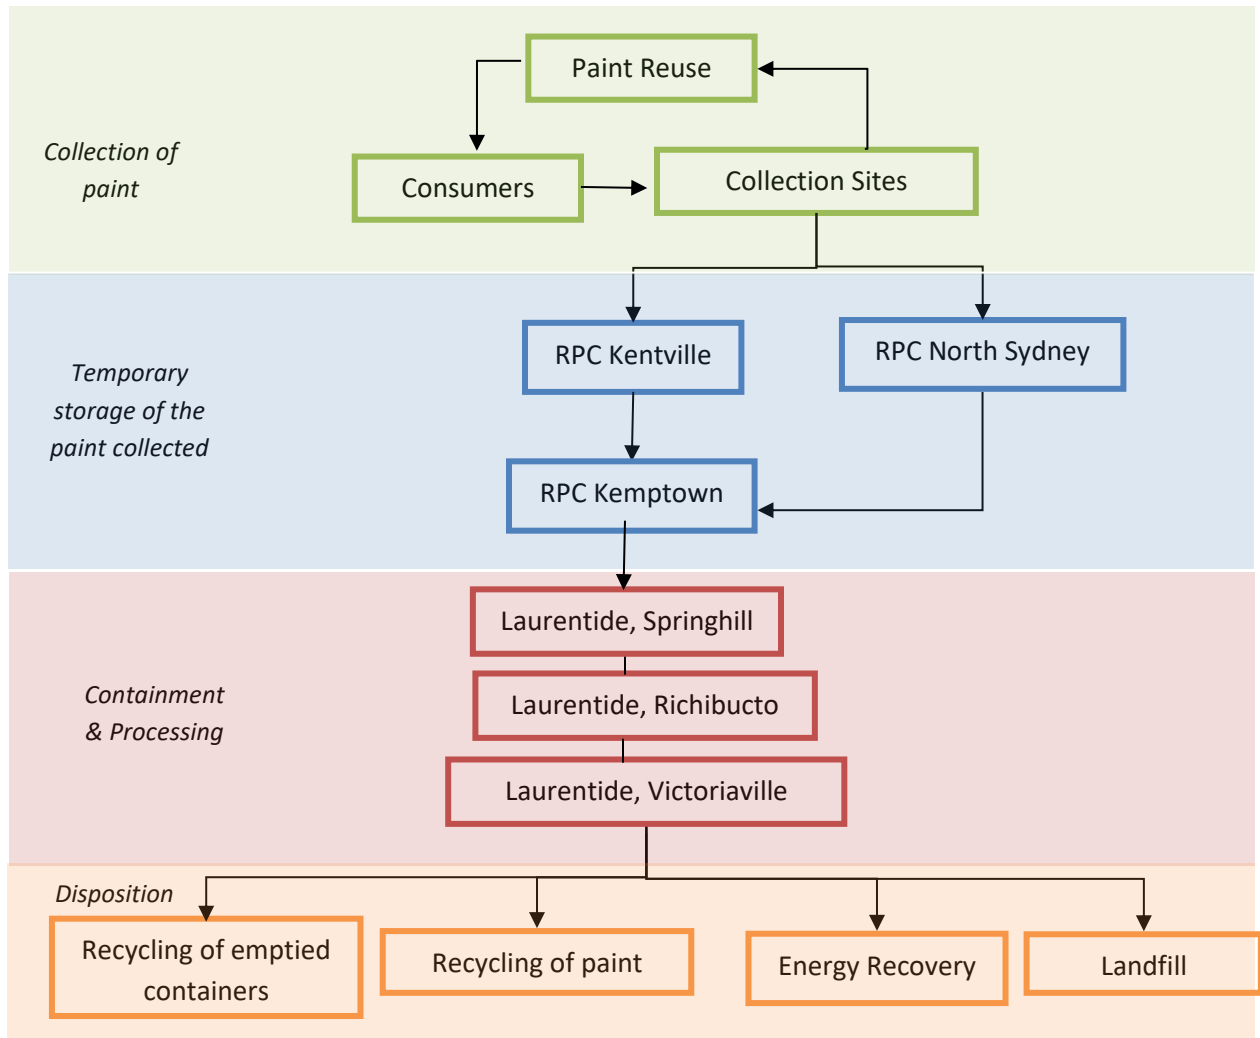 Paint Reuse
Collection of
paint
Consumers
Collection Sites
Temporary
storage of the
paint collected
RPC Kentville
RPC North Sydney
RPC Kemptown
Containment
& Processing
Laurentide, Springhill
Laurentide, Richibucto
Laurentide, Victoriaville
Disposition
Recycling of emptied
containers
Recycling of paint
Energy Recovery
Landfill